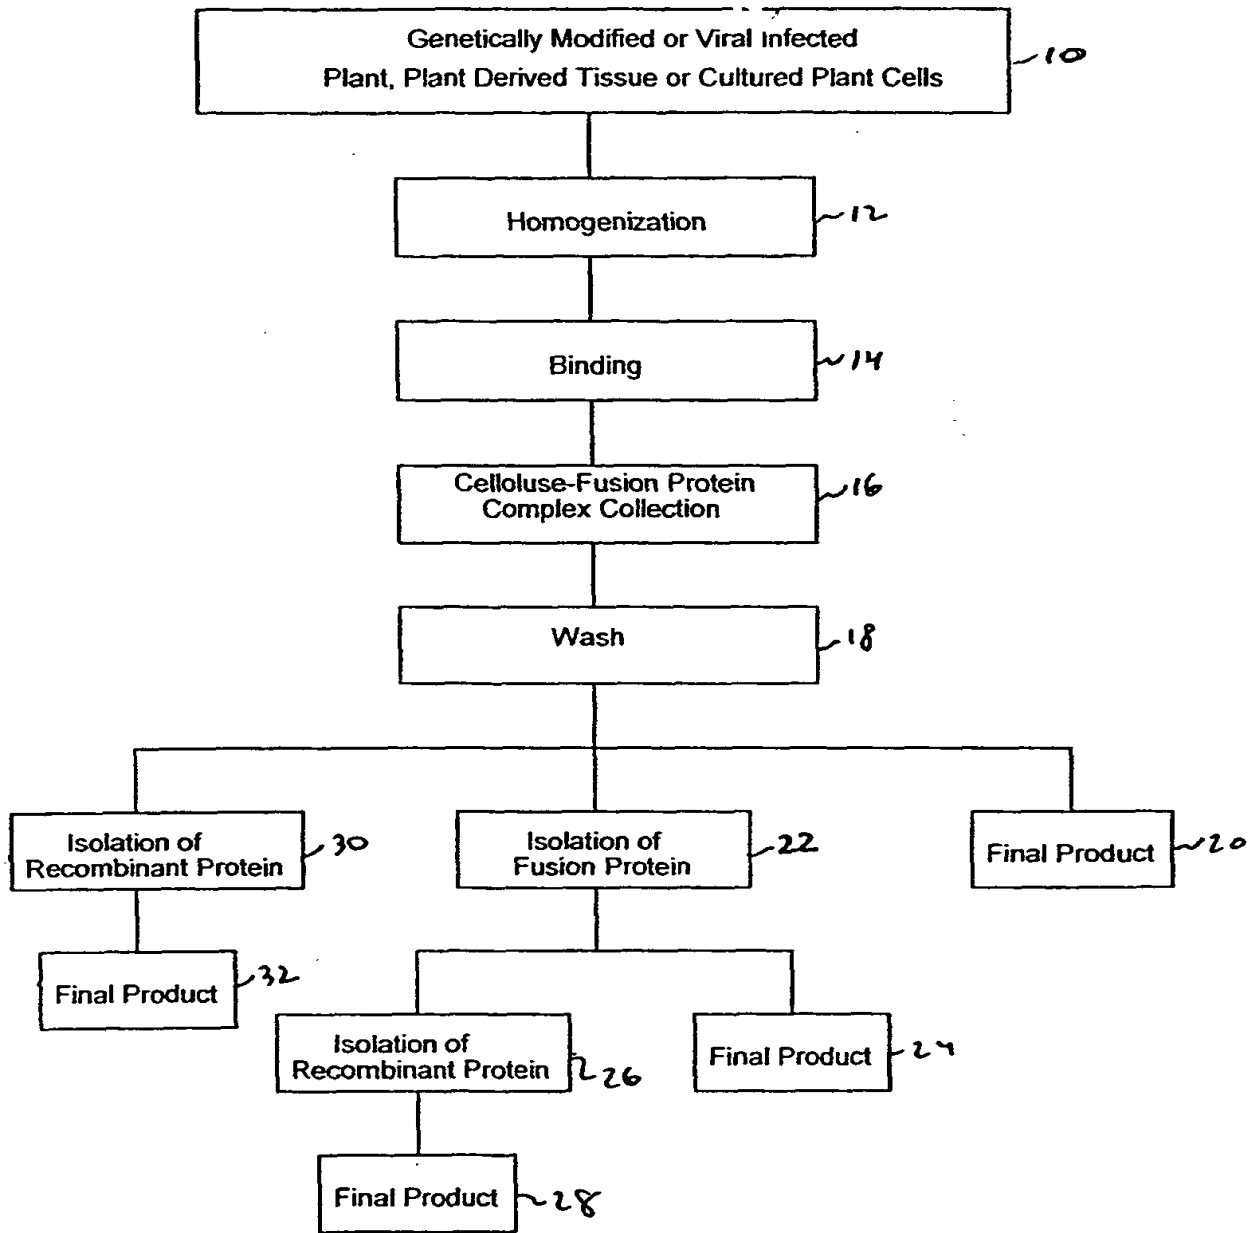 Genetically Modified or Viral Infected
Plant, Plant Derived Tissue or Cultured Plant Cells
10
Homogenization
12
Binding
14
Celloluse-Fusion Protein
Complex Collection
16
Wash
18
Isolation of
Recombinant Protein
30
Isolation of
Fusion Protein
22
Final Product
20
Final Product
32
Isolation of
Recombinant Protein
26
Final Product
24
Final Product
28